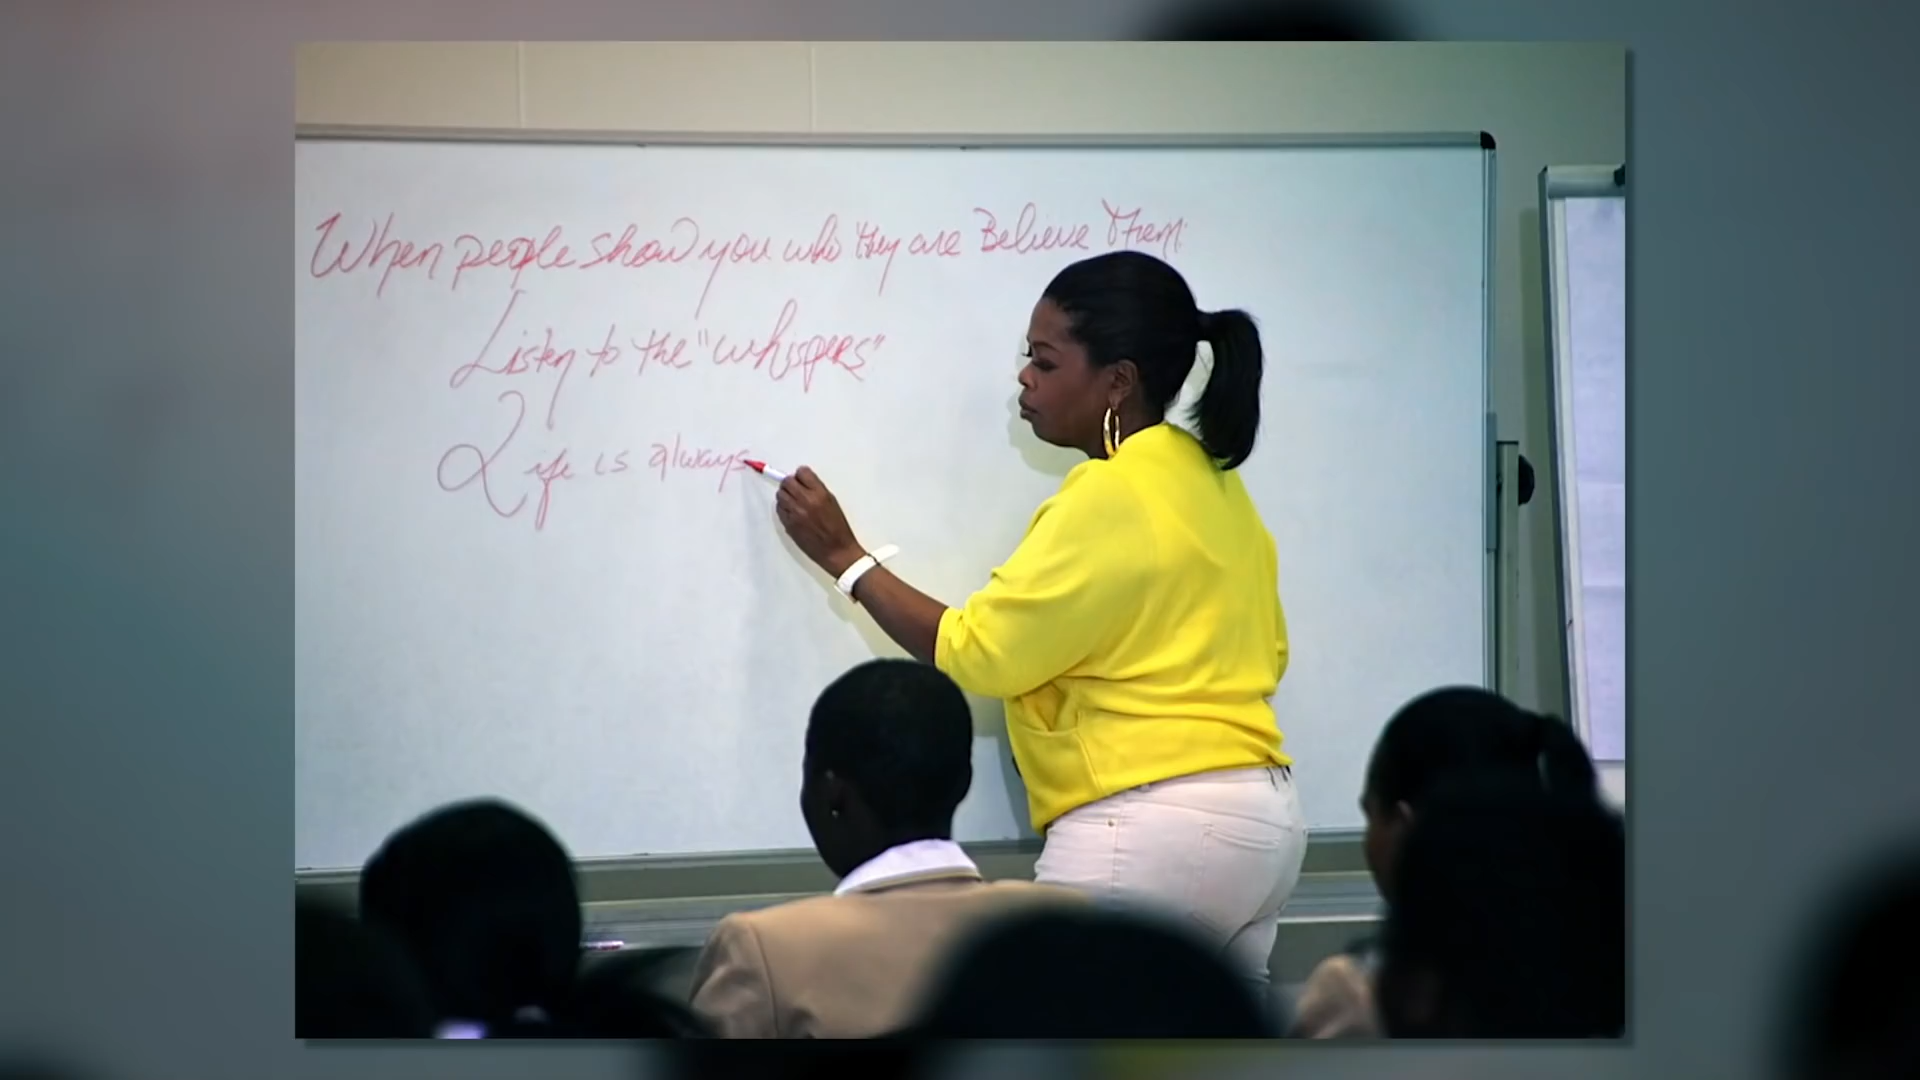 When people show you who they are Believe Them.
Listen to the "whispers"
Life is always